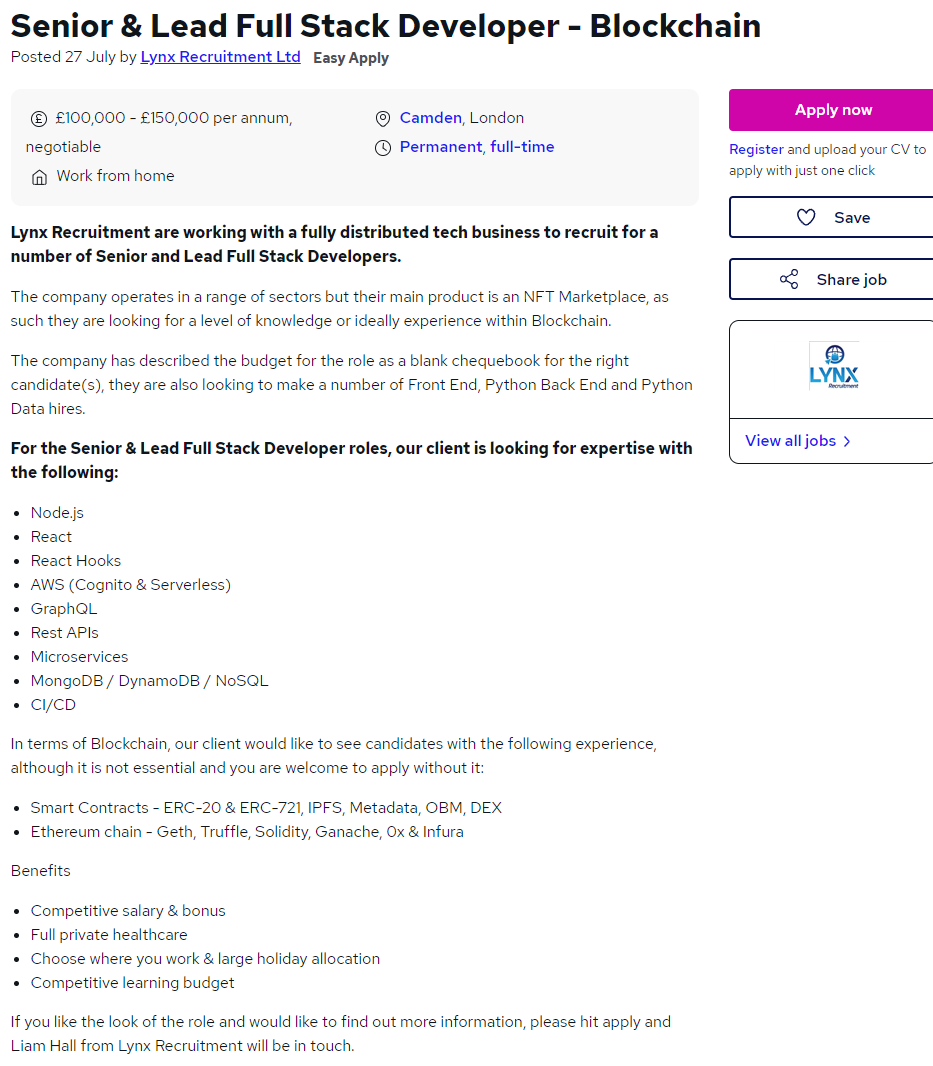 Senior & Lead Full Stack Developer - Blockchain
Posted 27 July by Lynx Recruitment Ltd Easy Apply
£100,000 - £150,000 per annum,
negotiable
Work from home
Camden, London
Permanent, full-time
Apply now
Register and upload your CV to
apply with just one click
Save
Share job
LYNX
Recruitment
View all jobs
Lynx Recruitment are working with a fully distributed tech business to recruit for a
number of Senior and Lead Full Stack Developers.
The company operates in a range of sectors but their main product is an NFT Marketplace, as
such they are looking for a level of knowledge or ideally experience within Blockchain.
The company has described the budget for the role as a blank chequebook for the right
candidate(s), they are also looking to make a number of Front End, Python Back End and Python
Data hires.
For the Senior & Lead Full Stack Developer roles, our client is looking for expertise with
the following:
• Node.js
• React
• React Hooks
• AWS (Cognito & Serverless)
• GraphQL
• Rest APIs
• Microservices
• MongoDB / DynamoDB / NoSQL
• CI/CD
In terms of Blockchain, our client would like to see candidates with the following experience,
although it is not essential and you are welcome to apply without it:
• Smart Contracts - ERC-20 & ERC-721, IPFS, Metadata, OBM, DEX
• Ethereum chain - Geth, Truffle, Solidity, Ganache, 0x & Infura
Benefits
• Competitive salary & bonus
• Full private healthcare
• Choose where you work & large holiday allocation
• Competitive learning budget
If you like the look of the role and would like to find out more information, please hit apply and
Liam Hall from Lynx Recruitment will be in touch.